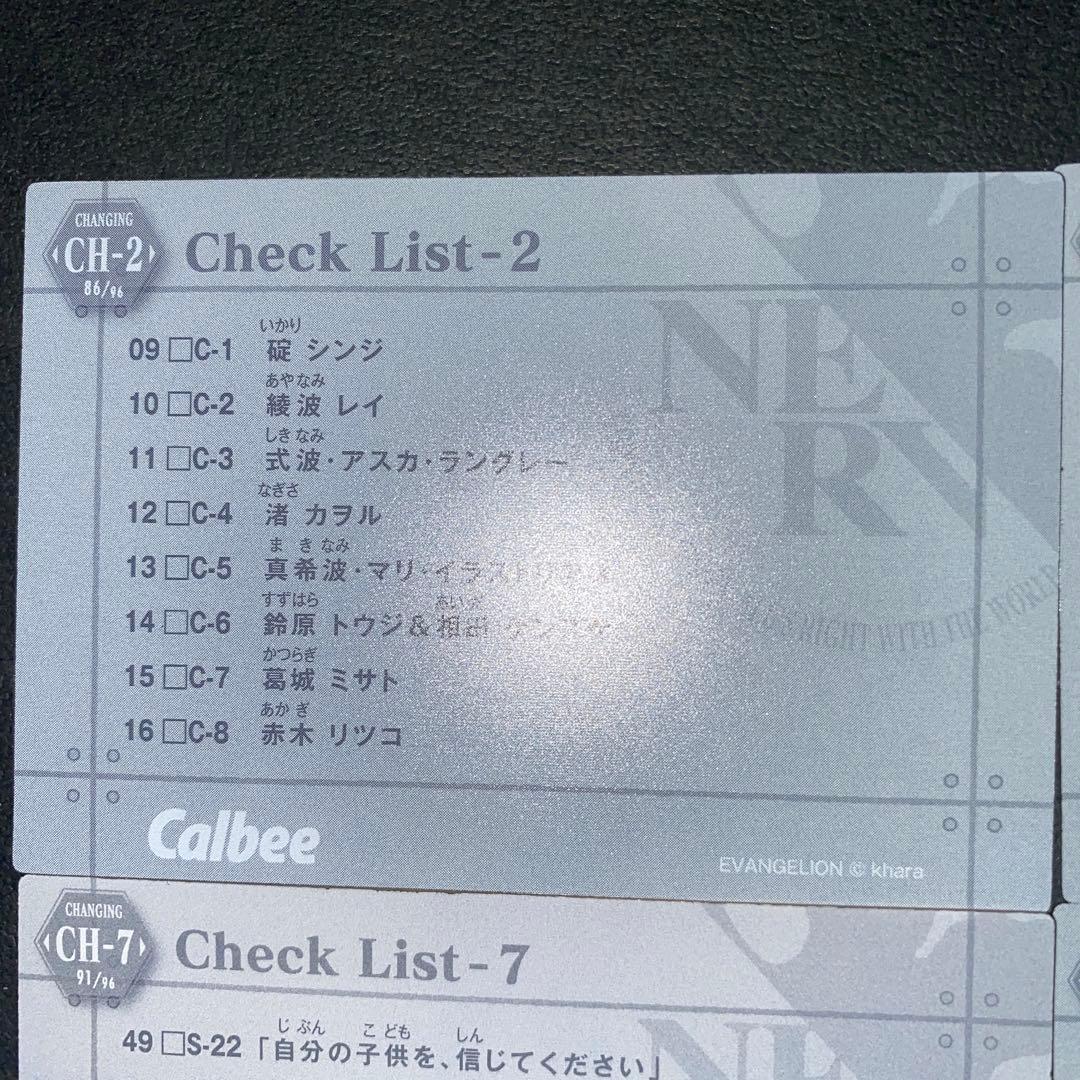 CHANGING
CH-2
86/96
Check List-2
いかり
09 □C-1 碇 シンジ
あやなみ
10 □C-2 綾波 レイ
しきなみ
11 □C-3 式波・アスカ・ラングレー
なぎさ
12 □C-4 渚 カヲル
ま き なみ
13 □C-5 真希波・マリ・イラストリアス
すずはら あいだ
14 □C-6 鈴原 トウジ&相田 ケンスケ
かつらぎ
15 □C-7 葛城 ミサト
あか ぎ
16 □C-8 赤木 リツコ
NERV
RIGHT WITH THE WORLD
Calbee
EVANGELION © khara
CHANGING
CH-7
91/96
Check List-7
じ ぶん こ ども しん
49 □S-22 「自分の子供を、信じてください」